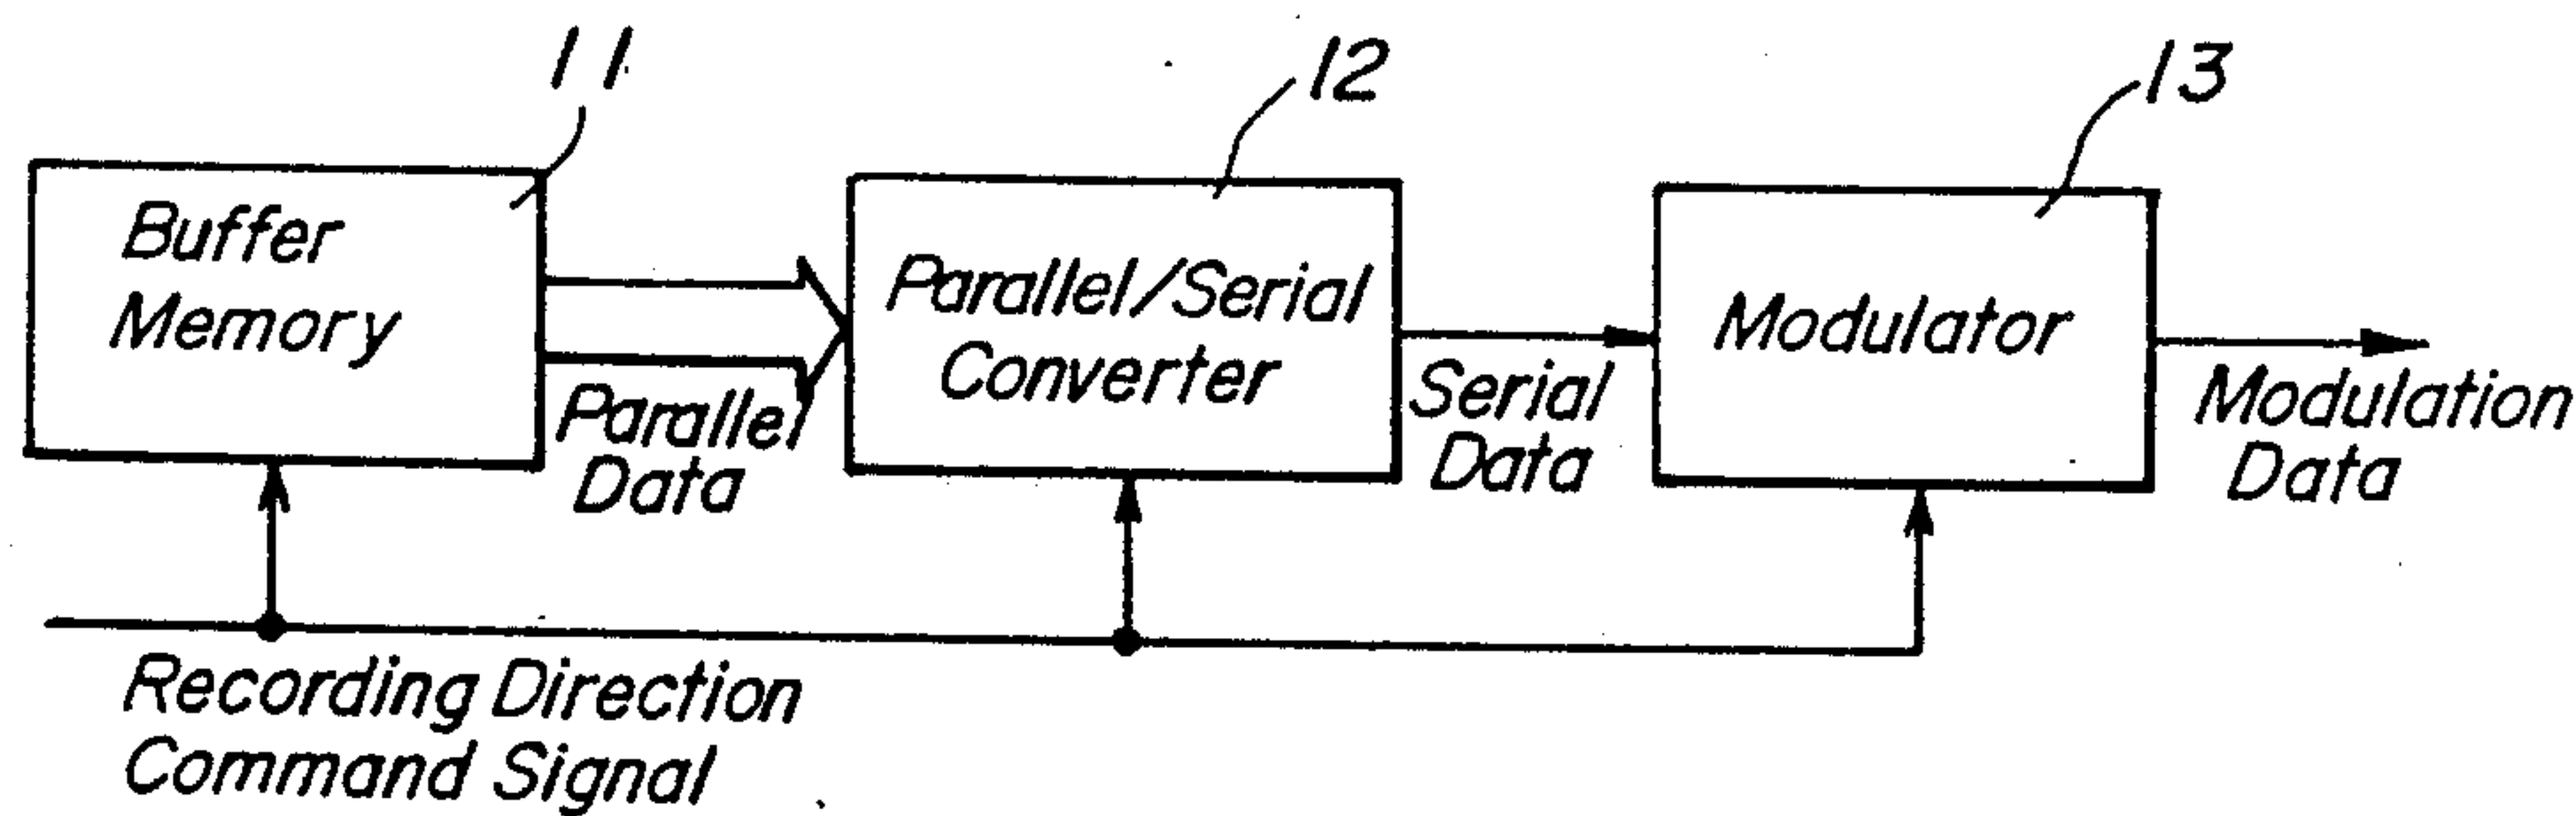 11
12
13
Buffer
Memory
Parallel/Serial
Converter
Modulator
Parallel
Data
Serial
Data
Modulation
Data
Recording Direction
Command Signal